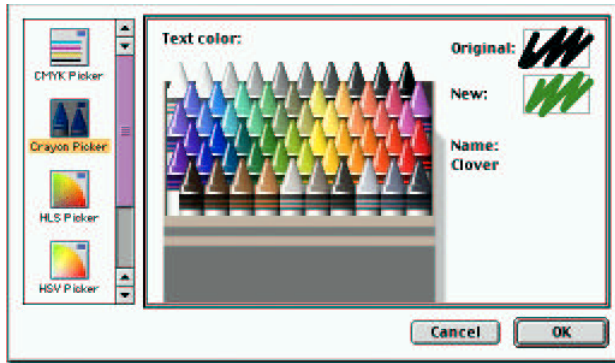 CMYK Picker
Crayon Picker
HLS Picker
HSV Picker
Text color:
Original:
New:
Name:
Clover
Cancel
OK